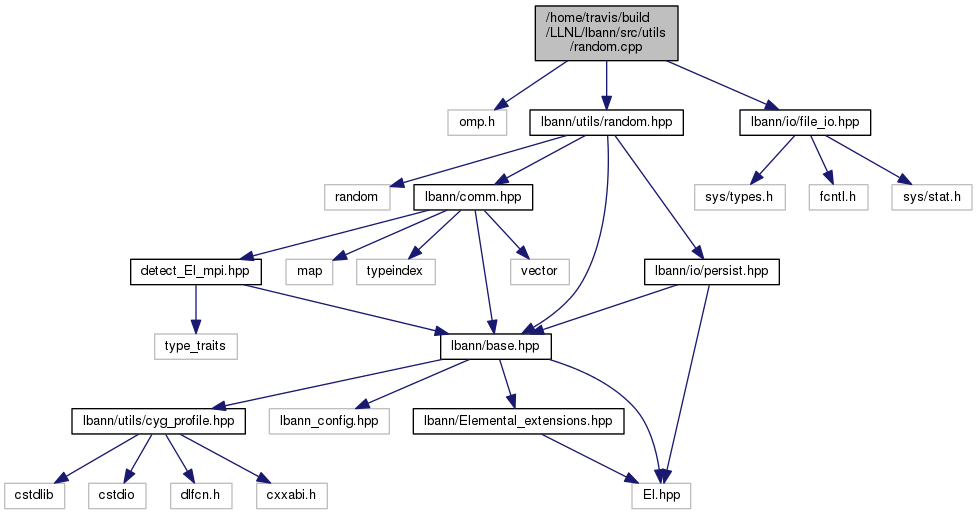 /home/travis/build
/LLNL/lbann/src/utils
/random.cpp
omp.h
lbann/utils/random.hpp
lbann/io/file_io.hpp
random
lbann/comm.hpp
sys/types.h
fcntl.h
sys/stat.h
detect_El_mpi.hpp
map
typeindex
vector
lbann/io/persist.hpp
type_traits
lbann/base.hpp
lbann/utils/cyg_profile.hpp
lbann_config.hpp
lbann/Elemental_extensions.hpp
cstdlib
cstdio
dlfcn.h
cxxabi.h
El.hpp